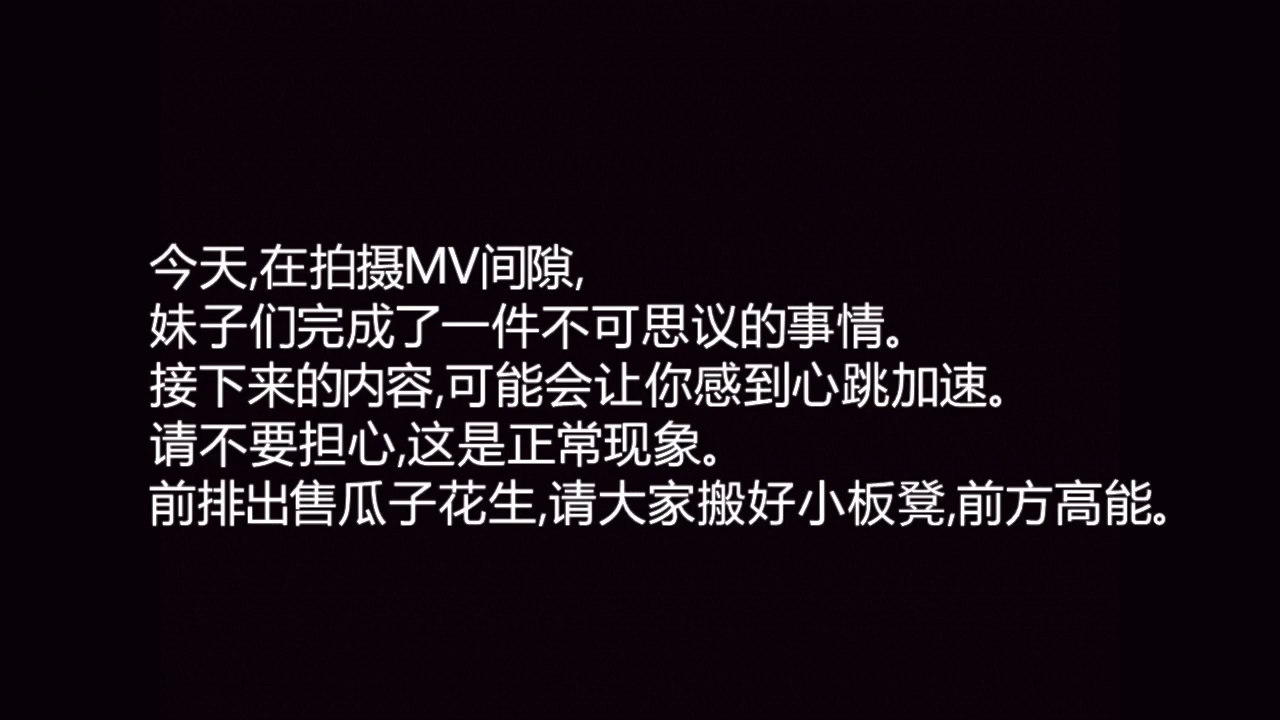 今天,在拍摄MV间隙,
妹子们完成了一件不可思议的事情。
接下来的内容,可能会让你感到心跳加速。
请不要担心,这是正常现象。
前排出售瓜子花生,请大家搬好小板凳,前方高能。